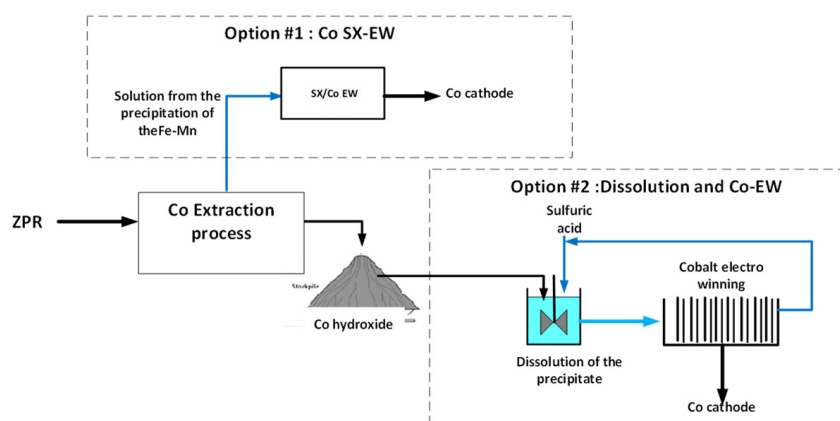 Option #1 : Co SX-EW
Solution from the
precipitation of
theFe-Mn
SX/Co EW
Co cathode
ZPR
Co Extraction
process
Stockpile
Co hydroxide
Option #2 :Dissolution and Co-EW
Sulfuric
acid
Cobalt electro
winning
Dissolution of the
precipitate
Co cathode